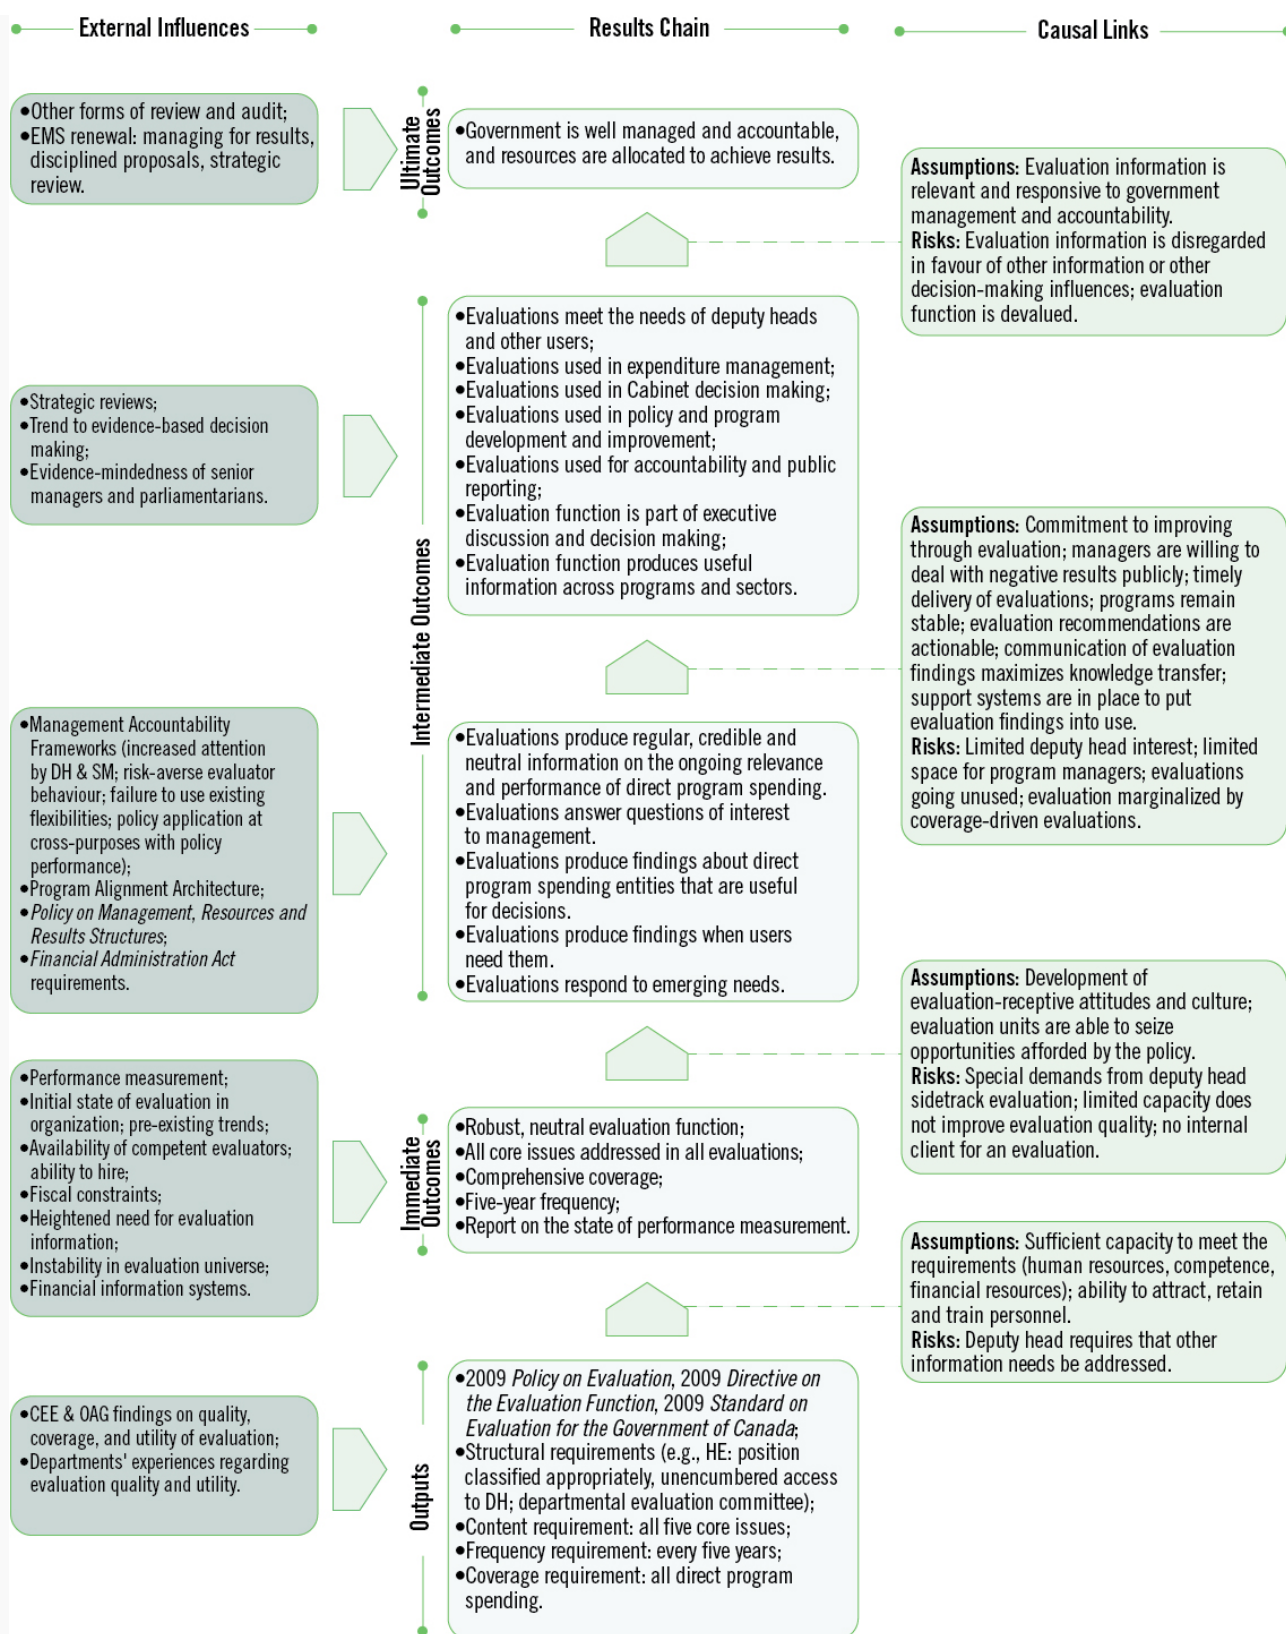 External Influences
Results Chain
Causal Links
•Other forms of review and audit;
•EMS renewal: managing for results,
disciplined proposals, strategic
review.
Ultimate
Outcomes
•Government is well managed and accountable,
and resources are allocated to achieve results.
Assumptions: Evaluation information is
relevant and responsive to government
management and accountability.
Risks: Evaluation information is disregarded
in favour of other information or other
decision-making influences; evaluation
function is devalued.
•Strategic reviews;
•Trend to evidence-based decision
making;
•Evidence-mindedness of senior
managers and parliamentarians.
Intermediate Outcomes
•Evaluations meet the needs of deputy heads
and other users;
•Evaluations used in expenditure management;
•Evaluations used in Cabinet decision making;
•Evaluations used in policy and program
development and improvement;
•Evaluations used for accountability and public
reporting;
•Evaluation function is part of executive
discussion and decision making;
•Evaluation function produces useful
information across programs and sectors.
Assumptions: Commitment to improving
through evaluation; managers are willing to
deal with negative results publicly; timely
delivery of evaluations; programs remain
stable; evaluation recommendations are
actionable; communication of evaluation
findings maximizes knowledge transfer;
support systems are in place to put
evaluation findings into use.
Risks: Limited deputy head interest; limited
space for program managers; evaluations
going unused; evaluation marginalized by
coverage-driven evaluations.
•Management Accountability
Frameworks (increased attention
by DH & SM; risk-averse evaluator
behaviour; failure to use existing
flexibilities; policy application at
cross-purposes with policy
performance);
•Program Alignment Architecture;
•Policy on Management, Resources and
Results Structures;
•Financial Administration Act
requirements.
•Evaluations produce regular, credible and
neutral information on the ongoing relevance
and performance of direct program spending.
•Evaluations answer questions of interest
to management.
•Evaluations produce findings about direct
program spending entities that are useful
for decisions.
•Evaluations produce findings when users
need them.
•Evaluations respond to emerging needs.
Assumptions: Development of
evaluation-receptive attitudes and culture;
evaluation units are able to seize
opportunities afforded by the policy.
Risks: Special demands from deputy head
sidetrack evaluation; limited capacity does
not improve evaluation quality; no internal
client for an evaluation.
•Performance measurement;
•Initial state of evaluation in
organization; pre-existing trends;
•Availability of competent evaluators;
ability to hire;
•Fiscal constraints;
•Heightened need for evaluation
information;
•Instability in evaluation universe;
•Financial information systems.
Immediate
Outcomes
•Robust, neutral evaluation function;
•All core issues addressed in all evaluations;
•Comprehensive coverage;
•Five-year frequency;
•Report on the state of performance measurement.
Assumptions: Sufficient capacity to meet the
requirements (human resources, competence,
financial resources); ability to attract, retain
and train personnel.
Risks: Deputy head requires that other
information needs be addressed.
•CEE & OAG findings on quality,
coverage, and utility of evaluation;
•Departments' experiences regarding
evaluation quality and utility.
Outputs
•2009 Policy on Evaluation, 2009 Directive on
the Evaluation Function, 2009 Standard on
Evaluation for the Government of Canada;
•Structural requirements (e.g., HE: position
classified appropriately, unencumbered access
to DH; departmental evaluation committee);
•Content requirement: all five core issues;
•Frequency requirement: every five years;
•Coverage requirement: all direct program
spending.